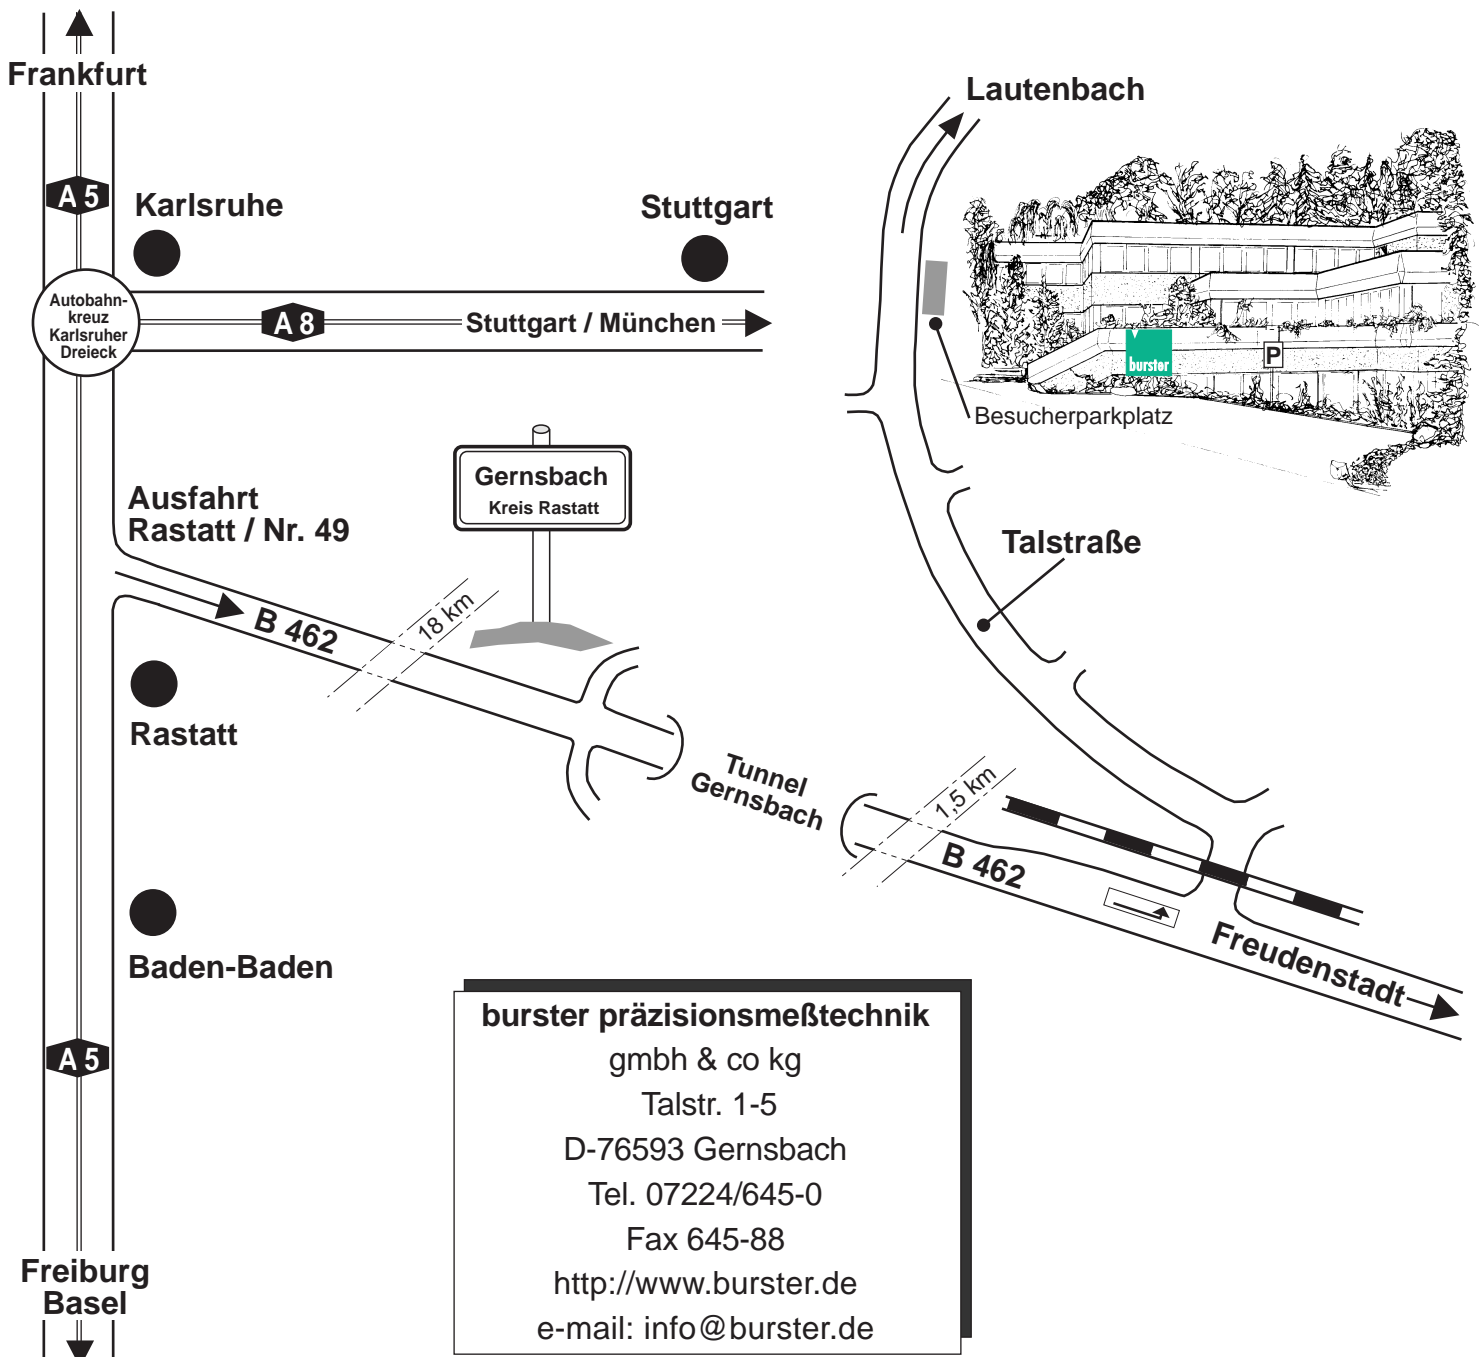 Frankfurt
Lautenbach
A 5
Karlsruhe
Stuttgart
Autobahn-
kreuz
Karlsruher
Dreieck
A 8
Stuttgart / München
burster
P
Besucherparkplatz
Gernsbach
Kreis Rastatt
Ausfahrt
Rastatt / Nr. 49
Talstraße
B 462
18 km
Rastatt
Tunnel
Gernsbach
1,5 km
B 462
Freudenstadt
Baden-Baden
A 5
burster präzisionsmeßtechnik
gmbh & co kg
Talstr. 1-5
D-76593 Gernsbach
Tel. 07224/645-0
Fax 645-88
http://www.burster.de
e-mail: info@burster.de
Freiburg
Basel